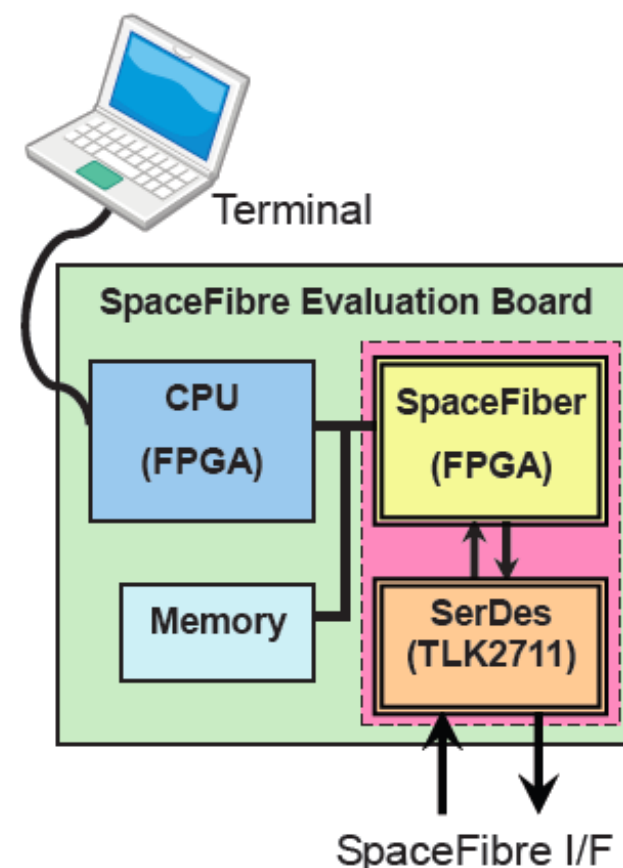 Terminal
SpaceFibre Evaluation Board
CPU
(FPGA)
SpaceFiber
(FPGA)
Memory
SerDes
(TLK2711)
SpaceFibre I/F